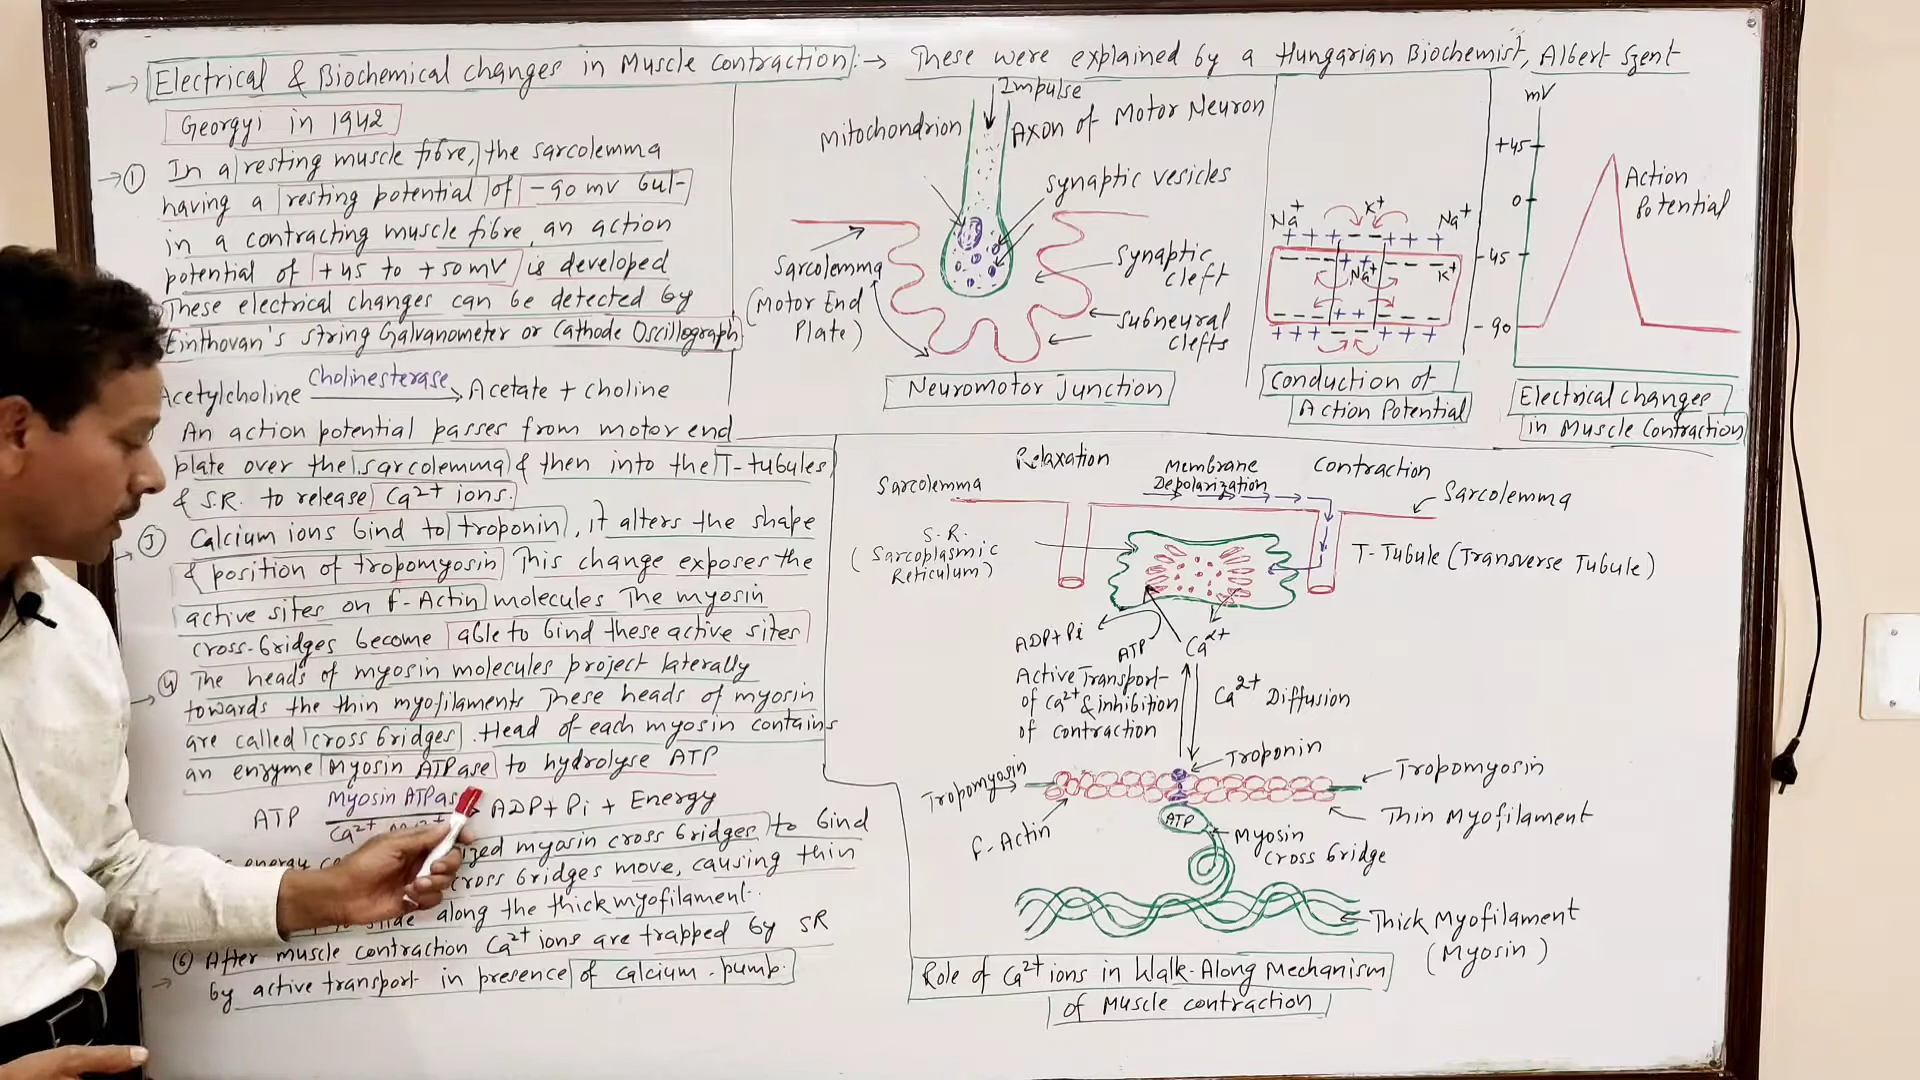 Electrical & Biochemical changes in Muscle Contraction :→ These were explained by a Hungarian Biochemist, Albert Szent
Georgyi in 1942
→ ① In a resting muscle fibre, the sarcolemma
having a resting potential of -90 mv but
in a contracting muscle fibre, an action
potential of +45 to +50 mV is developed
These electrical changes can be detected by
Einthovan's string Galvanometer or Cathode Oscillograph
Acetylcholine Cholinesterase Acetate + choline
An action potential passes from motor end
plate over the sarcolemma & then into the T-tubules
& S.R. to release Ca2+ ions.
Calcium ions bind to troponin, it alters the shape
& position of tropomyosin This change exposes the
active sites on f-Actin molecules The myosin
cross-bridges become able to bind these active sites
→ ④ The heads of myosin molecules project laterally
towards the thin myofilaments These heads of myosin
are called cross bridges. Head of each myosin contains
an enzyme Myosin ATPase to hydrolyse ATP
ATP Myosin ATPase ADP + Pi + Energy
Ca2+
energy myosin cross bridges to bind
cross bridges move, causing thin
slide along the thick myofilament.
⑥ After muscle contraction Ca2+ ions are trapped by SR
→ by active transport in presence of calcium-pump.
Impulse
Mitochondrion
Axon of Motor Neuron
synaptic vesicles
Sarcolemma
(Motor End
Plate)
synaptic
cleft
subneural
clefts
Neuromotor junction
Na+ K+ Na+
+ + + - - + + + +
- - - + + - - -
Na+ K+
- - - + + - - -
+ + + - - + + +
Conduction of
Action Potential
mV
+45
0
-45
-90
Action
Potential
Electrical changes
in Muscle Contraction
Relaxation
Membrane
Depolarization
Contraction
Sarcolemma
Sarcolemma
S.R.
(Sarcoplasmic
Reticulum)
T-Tubule (Transverse Tubule)
ADP+Pi
ATP
Ca2+
Active Transport
of Ca2+ & inhibition
of contraction
Ca2+ Diffusion
Troponin
Tropomyosin
Tropomyosin
Thin Myofilament
F-Actin
ATP
Myosin
cross bridge
Thick Myofilament
(Myosin)
Role of Ca2+ ions in Walk-Along Mechanism
of Muscle contraction